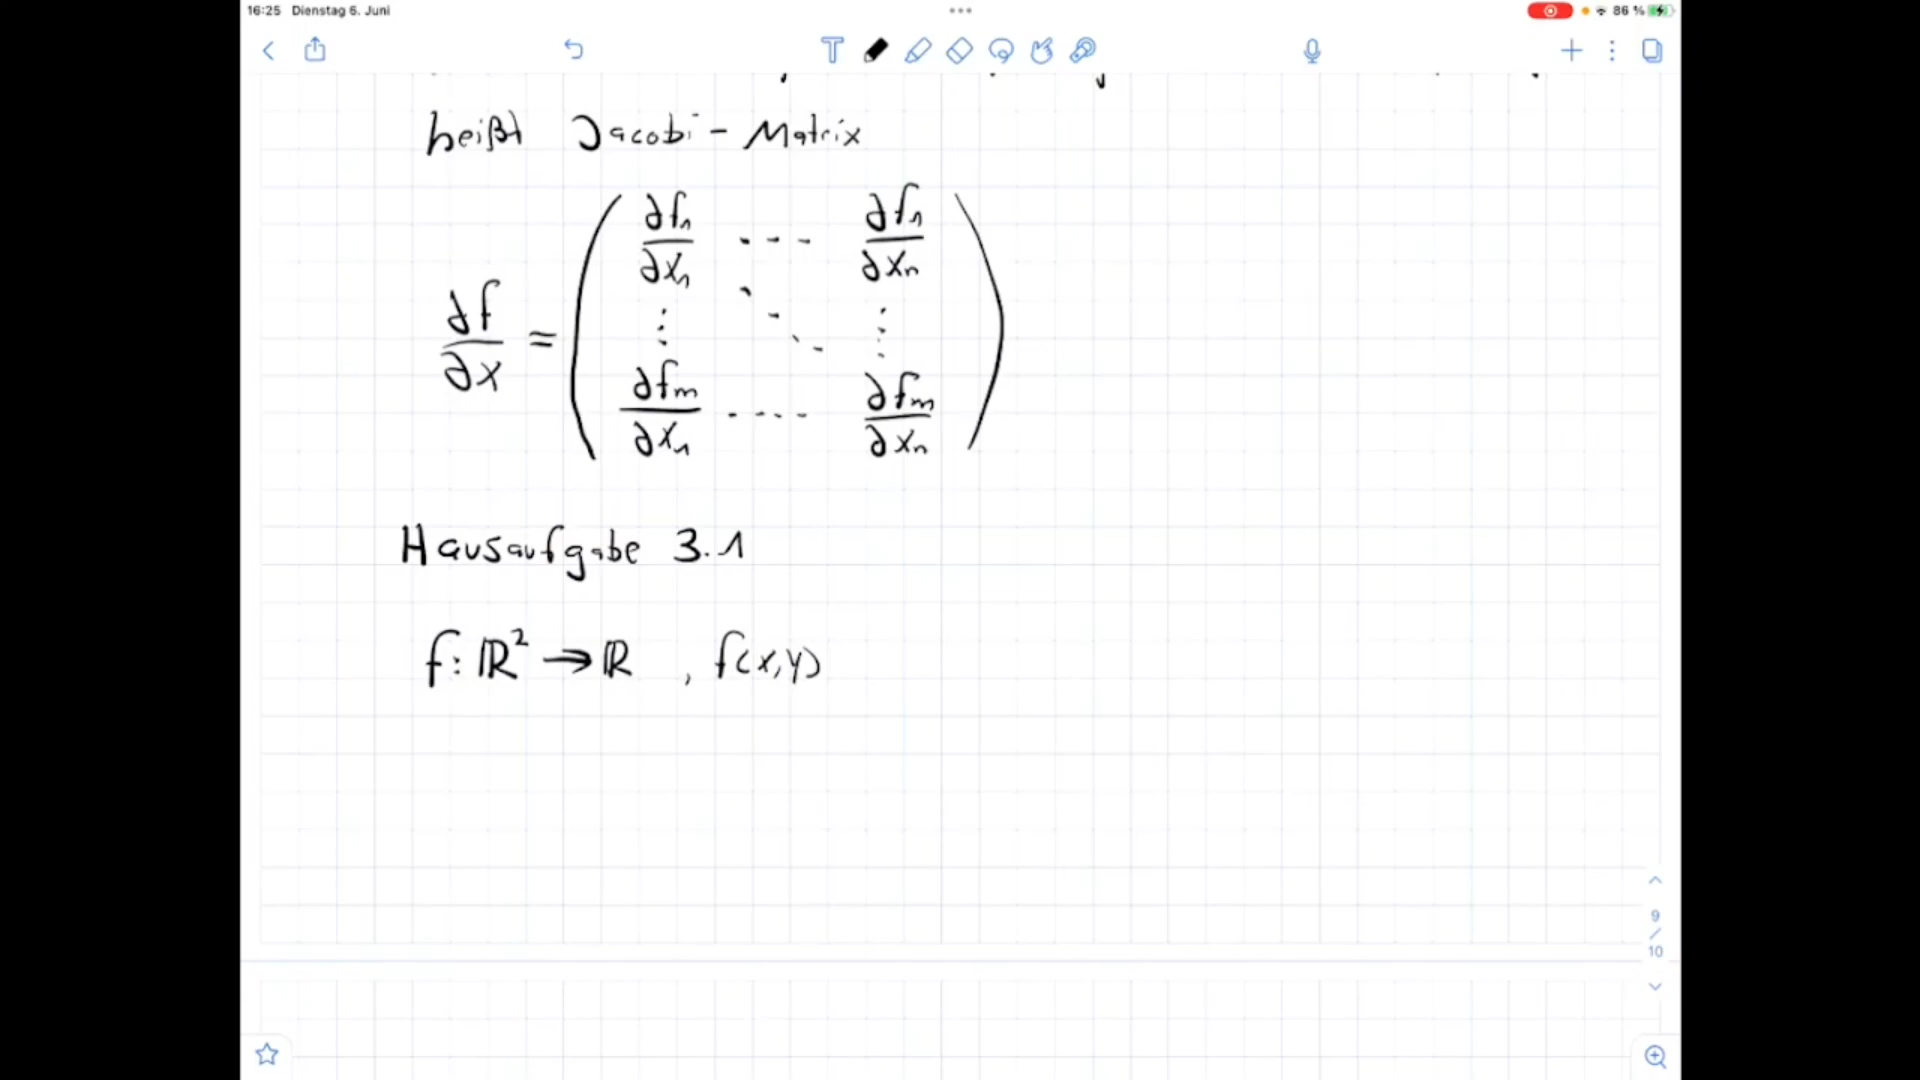 16:25 Dienstag 6. Juni
86 %
heißt Jacobi-Matrix
∂f/∂x = ( ∂f₁/∂x₁ ---- ∂f₁/∂xₙ
⋮ ⋱ ⋮
∂fₘ/∂x₁ ---- ∂fₘ/∂xₙ )
Hausaufgabe 3.1
f: ℝ² → ℝ , f(x,y)
9
/
10